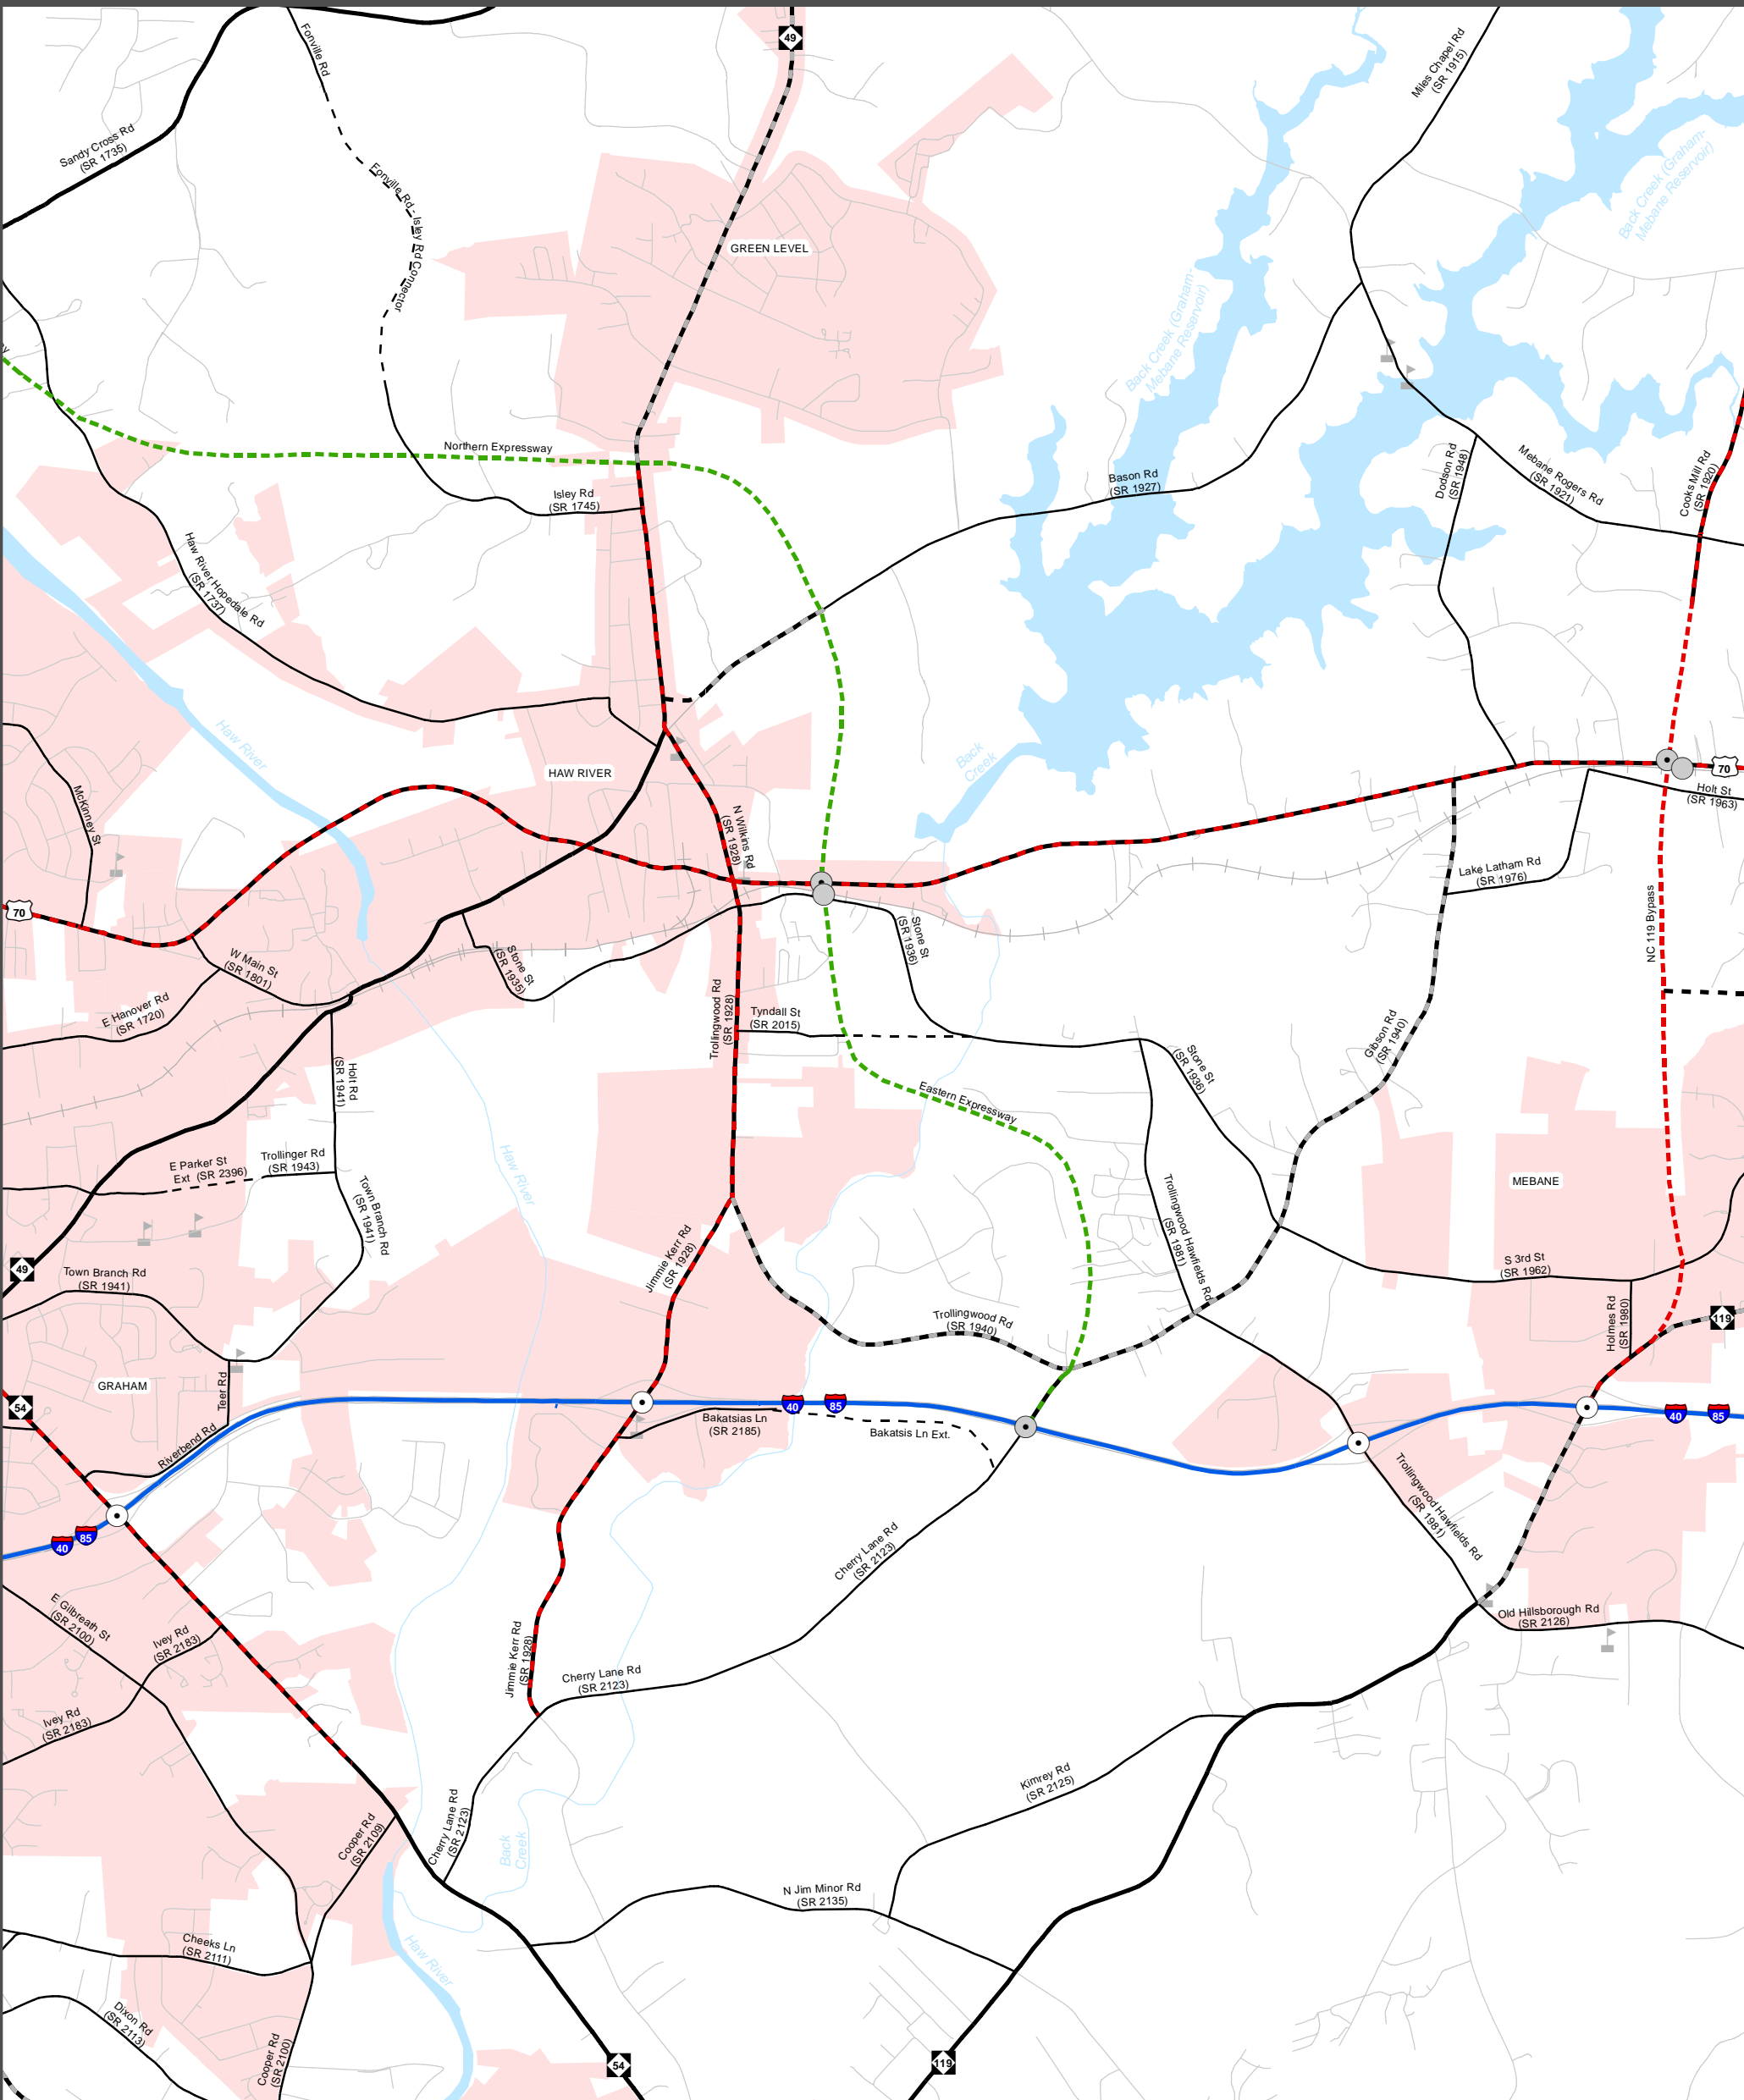 49
Fonville Rd
Miles Chapel Rd
(SR 1915)
Sandy Cross Rd
(SR 1735)
Back Creek (Graham-
Mebane Reservoir)
Fonville Rd - Isley Rd Connector
GREEN LEVEL
Back Creek (Graham-
Mebane Reservoir)
Northern Expressway
Isley Rd
(SR 1745)
Bason Rd
(SR 1927)
Dodson Rd
(SR 1948)
Mebane Rogers Rd
(SR 1921)
Cooks Mill Rd
(SR 1920)
Haw River Hopedale Rd
(SR 1737)
Haw River
HAW RIVER
Back
Creek
70
Holt St
(SR 1963)
McKinney St
N Wilkins Rd
(SR 1928)
Lake Latham Rd
(SR 1976)
70
W Main St
(SR 1801)
Stone St
(SR 1935)
Stone St
(SR 1936)
NC 119 Bypass
E Hanover Rd
(SR 1720)
Trollingwood Rd
(SR 1928)
Tyndall St
(SR 2015)
Gibson Rd
(SR 1940)
Holt Rd
(SR 1941)
Stone St
(SR 1936)
Eastern Expressway
E Parker St
Ext (SR 2396)
Trollinger Rd
(SR 1943)
Haw River
MEBANE
Town Branch Rd
(SR 1941)
Trollingwood Hawfields Rd
(SR 1981)
Jimmie Kerr Rd
(SR 1928)
49
Town Branch Rd
(SR 1941)
S 3rd St
(SR 1962)
Trollingwood Rd
(SR 1940)
Holmes Rd
(SR 1980)
119
GRAHAM
Teer Rd
54
40
85
40
85
Bakatsias Ln
(SR 2185)
Bakatsis Ln Ext.
Riverbend Rd
Trollingwood Hawfields Rd
(SR 1981)
40
85
Cherry Lane Rd
(SR 2123)
E Gilbreath St
(SR 2100)
Ivey Rd
(SR 2183)
Old Hillsborough Rd
(SR 2126)
Jimmie Kerr Rd
(SR 1928)
Cherry Lane Rd
(SR 2123)
Ivey Rd
(SR 2183)
Kimrey Rd
(SR 2125)
Cooper Rd
(SR 2109)
Cherry Lane Rd
(SR 2123)
Back
Creek
N Jim Minor Rd
(SR 2135)
Cheeks Ln
(SR 2111)
Haw River
Dixon Rd
(SR 2113)
Cooper Rd
(SR 2100)
54
119